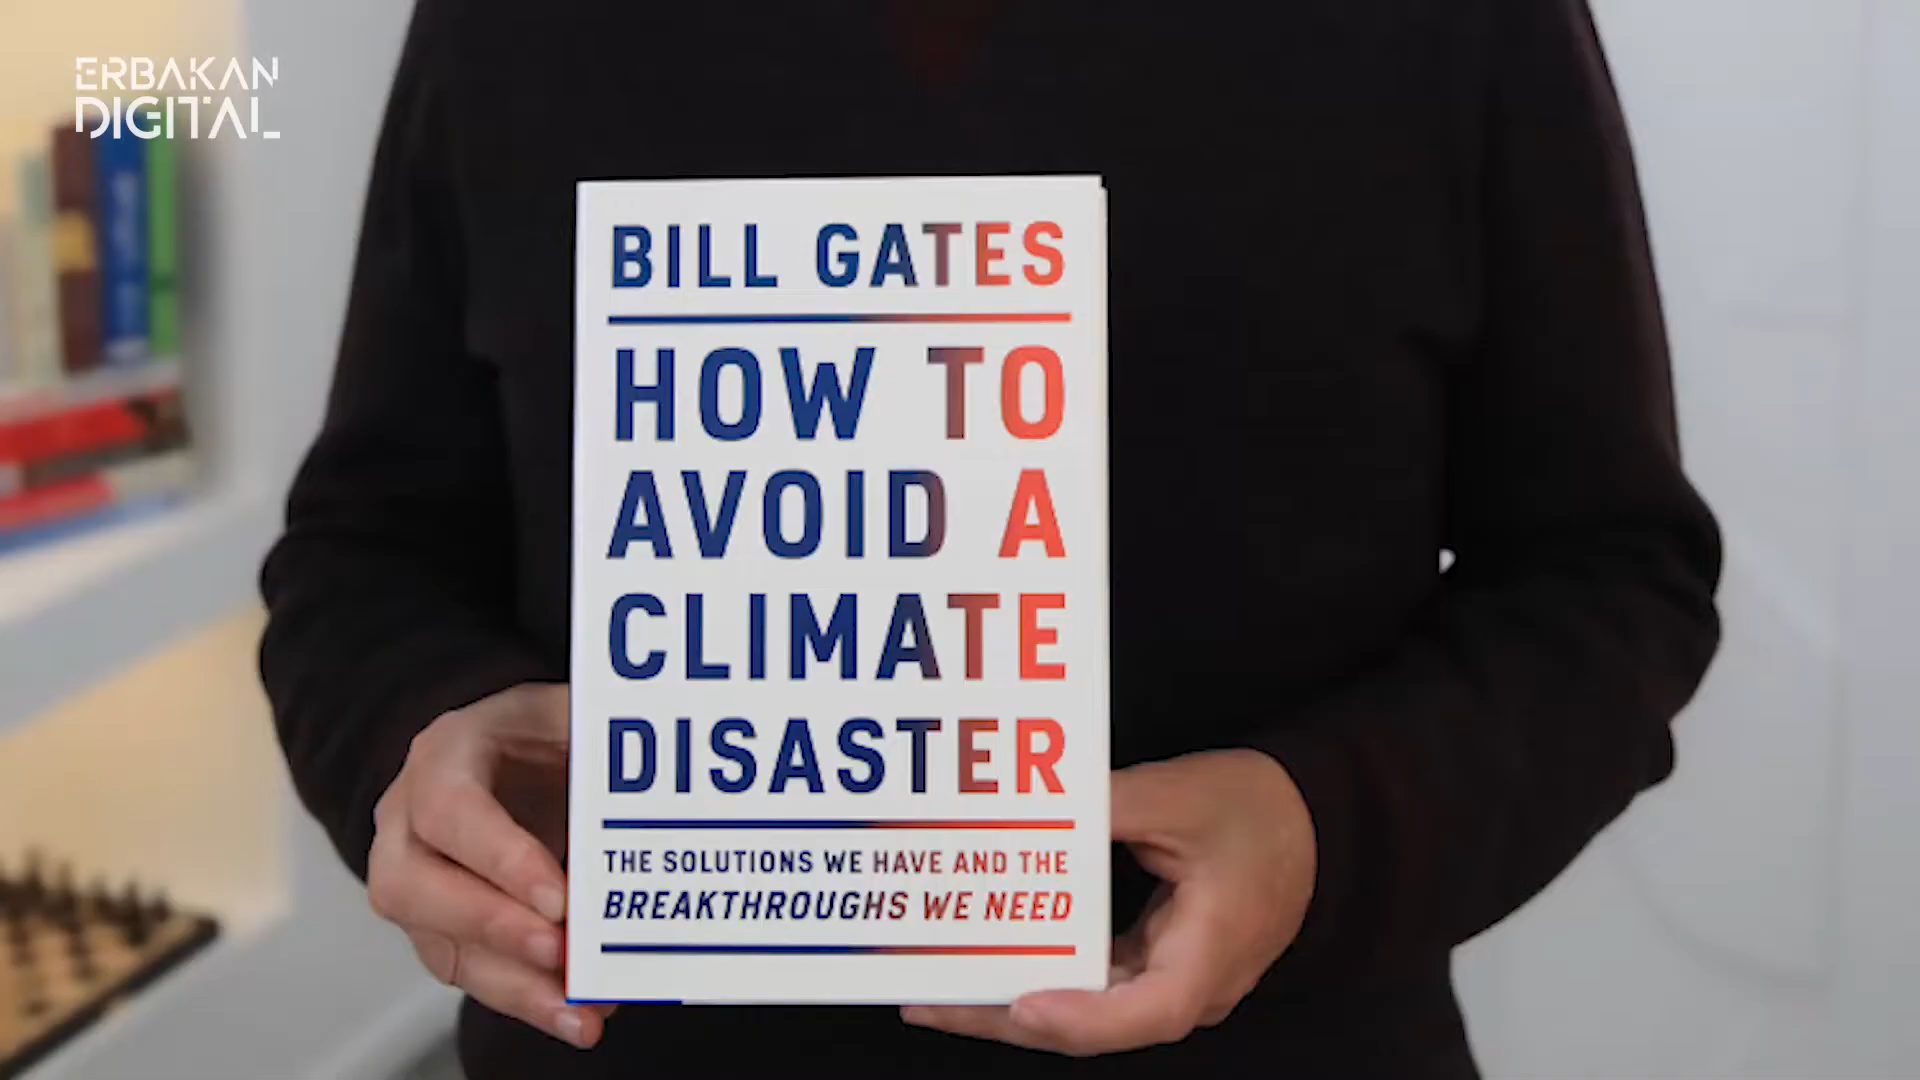 ERBAKAN
DIGITAL
BILL GATES
HOW TO
AVOID A
CLIMATE
DISASTER
THE SOLUTIONS WE HAVE AND THE
BREAKTHROUGHS WE NEED